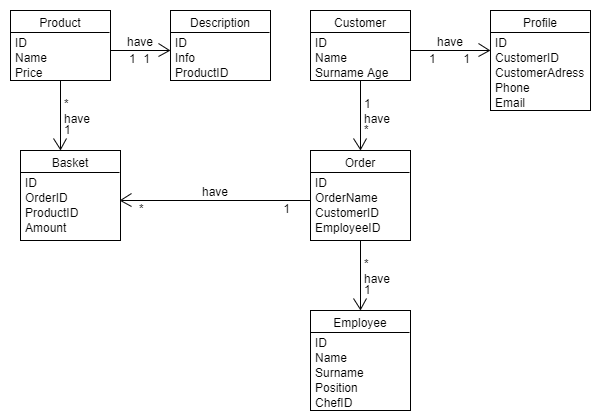 Product
ID
Name
Price
have
1 1
Description
ID
Info
ProductID
Customer
ID
Name
Surname Age
have
1 1
Profile
ID
CustomerID
CustomerAdress
Phone
Email
*
have
1
1
have
*
Basket
ID
OrderID
ProductID
Amount
have
* 1
Order
ID
OrderName
CustomerID
EmployeeID
*
have
1
Employee
ID
Name
Surname
Position
ChefID